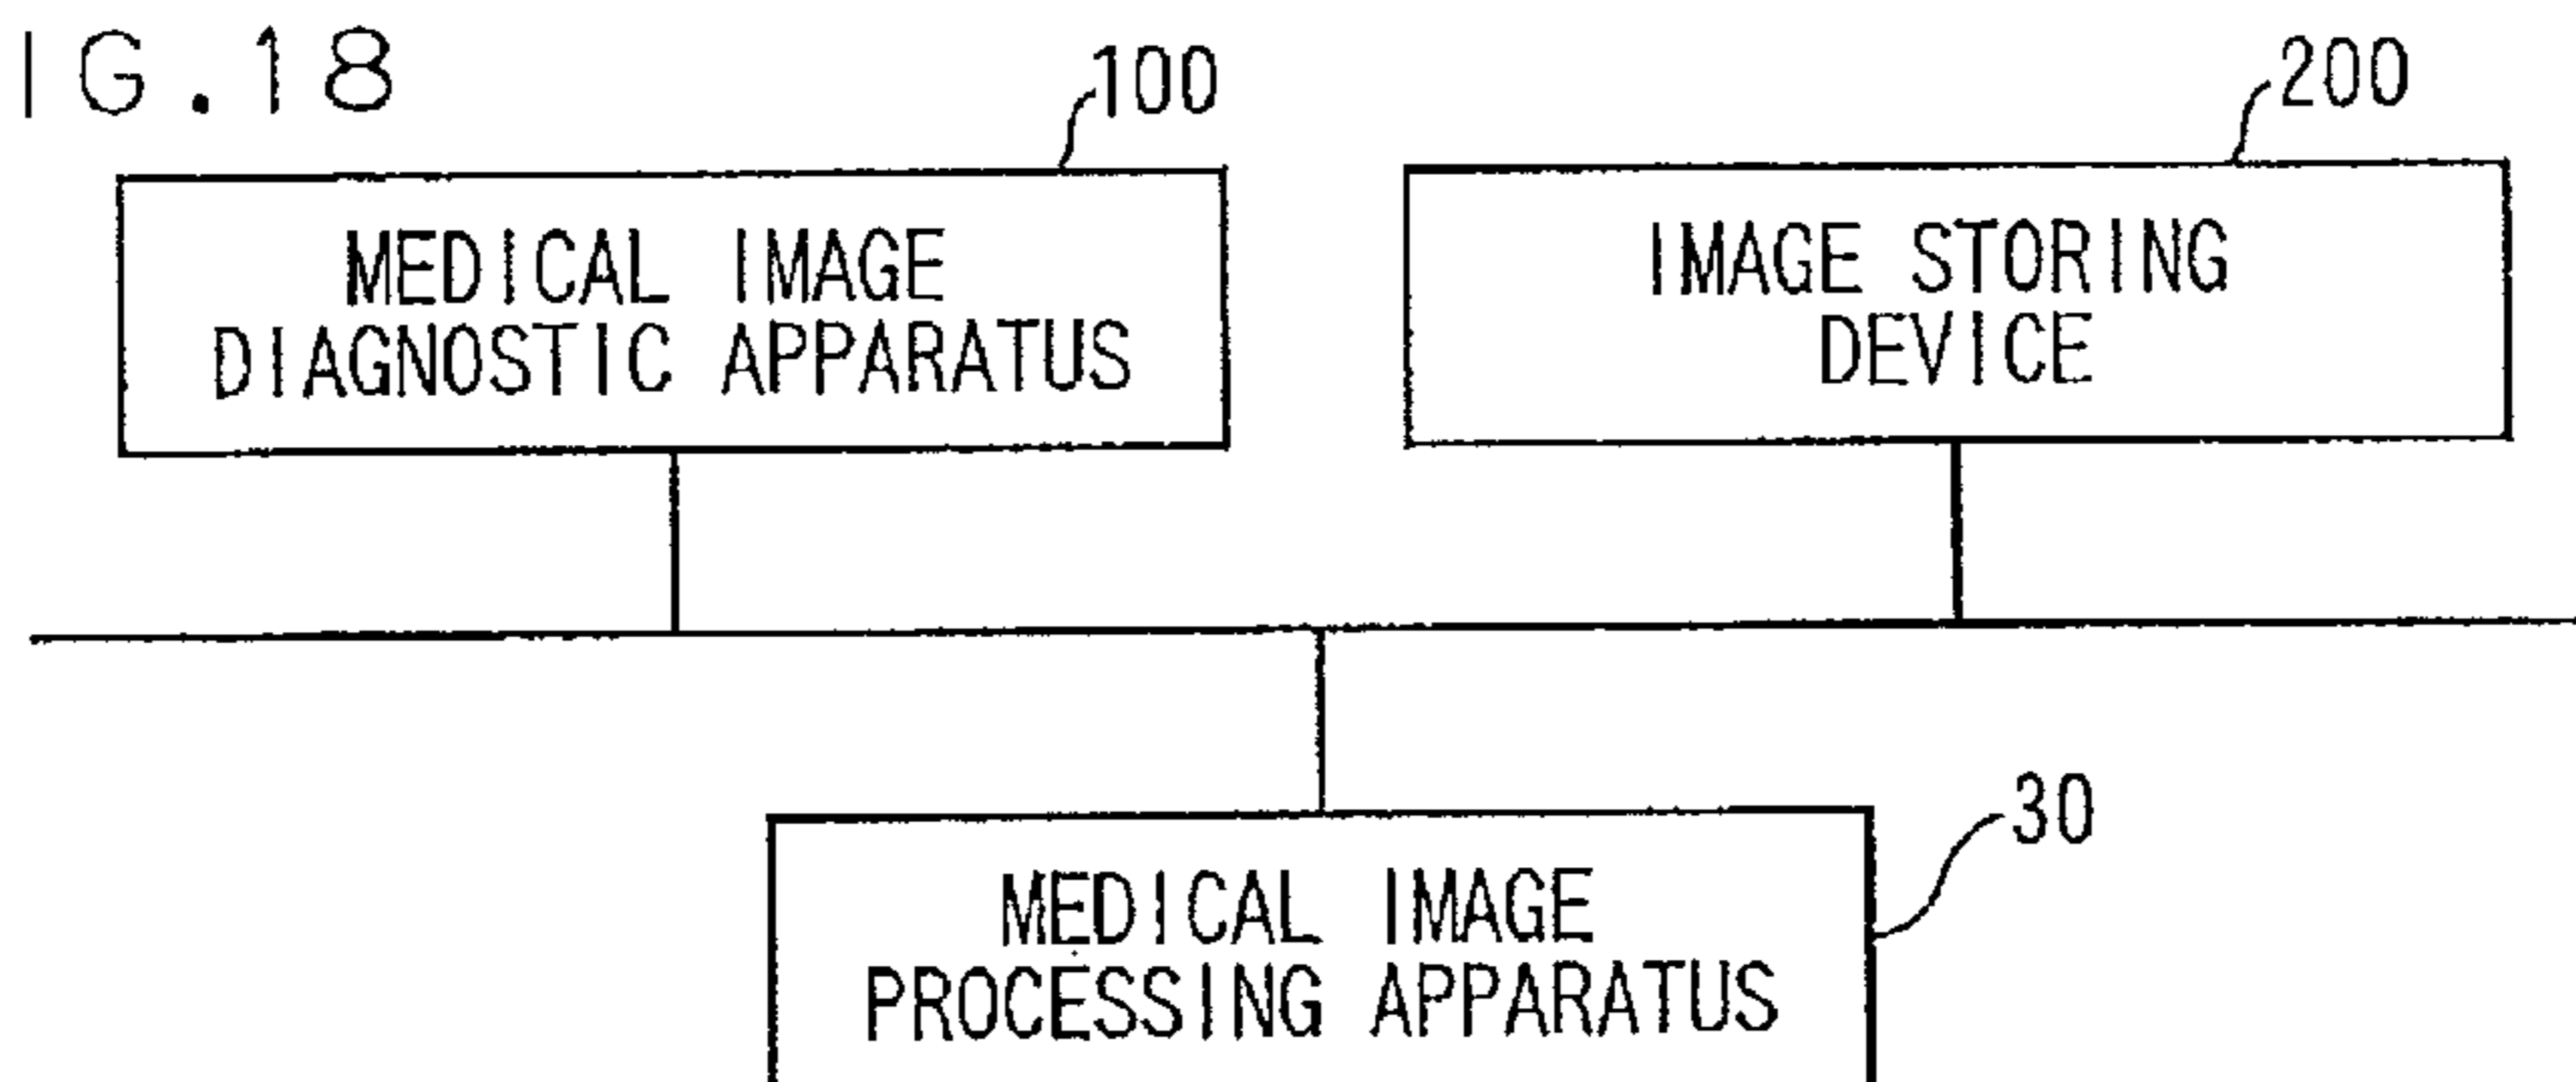 IG.18
100
200
MEDICAL IMAGE
DIAGNOSTIC APPARATUS
IMAGE STORING
DEVICE
30
MEDICAL IMAGE
PROCESSING APPARATUS